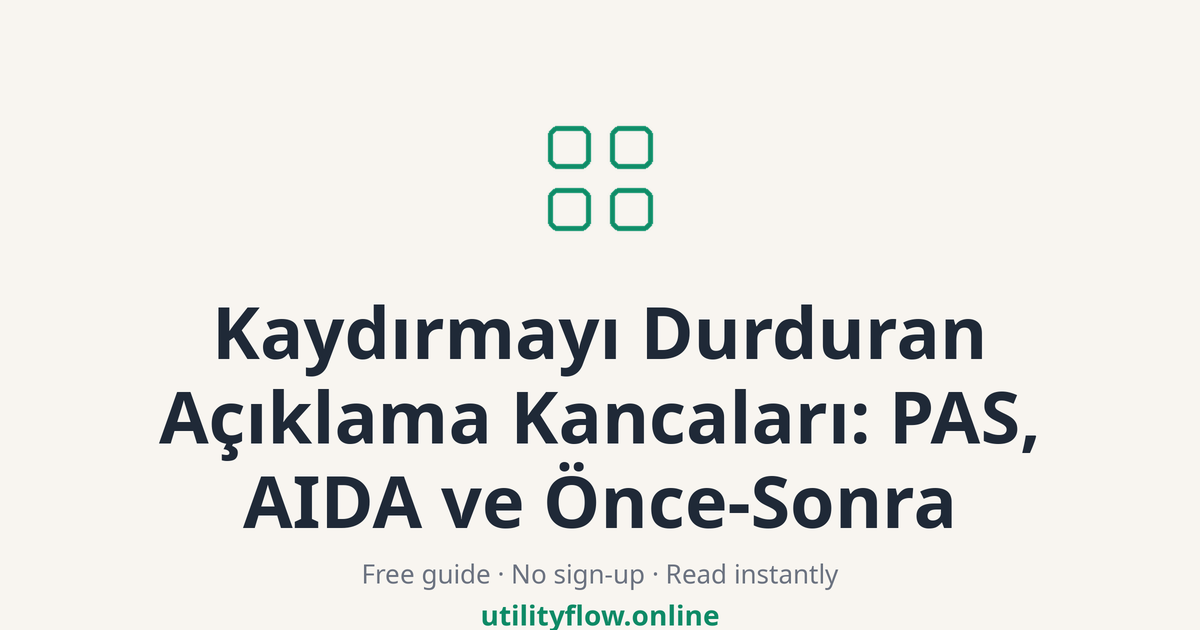 Kaydırmayı Durduran
Açıklama Kancaları: PAS,
AIDA ve Önce-Sonra
Free guide · No sign-up · Read instantly
utilityflow.online